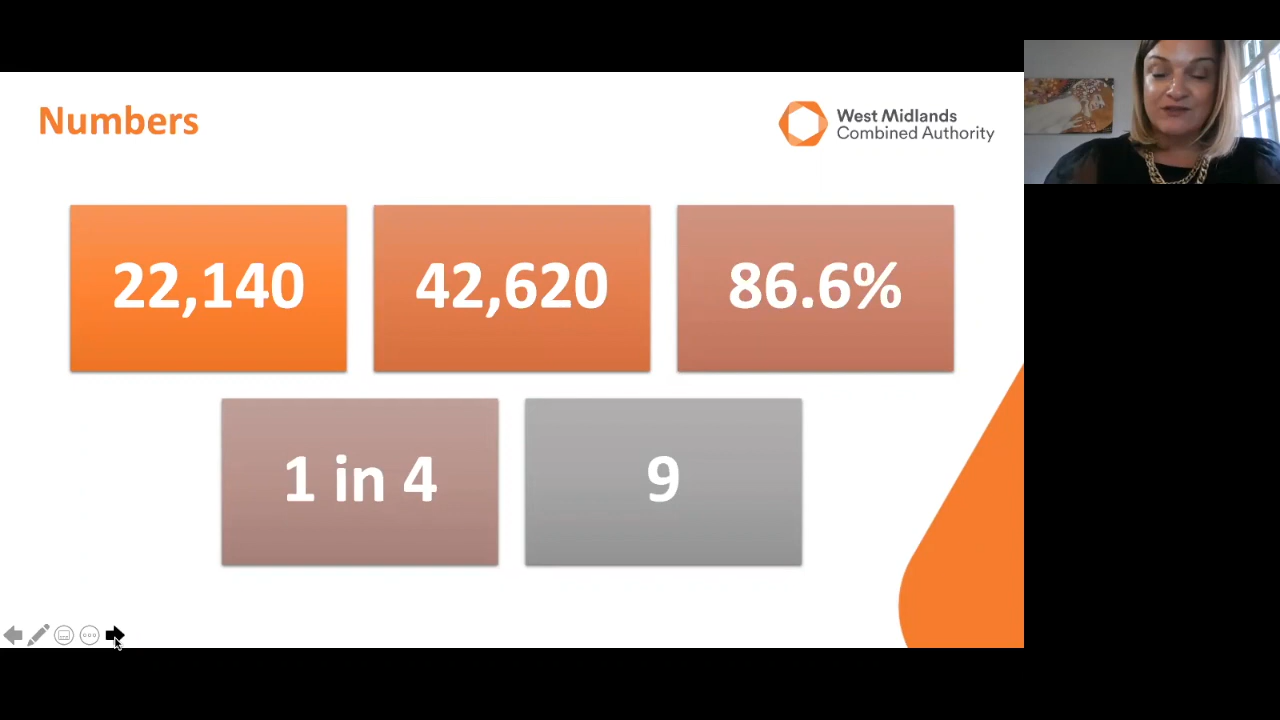 Numbers
West Midlands
Combined Authority
22,140
42,620
86.6%
1 in 4
9